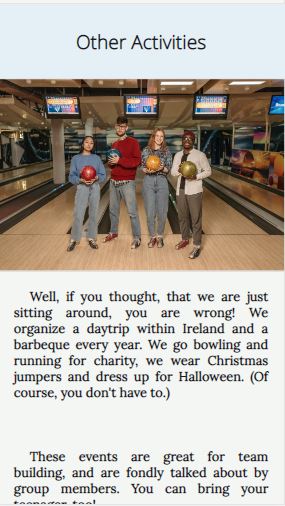 Other Activities
Well, if you thought, that we are just
sitting around, you are wrong! We
organize a daytrip within Ireland and a
barbeque every year. We go bowling and
running for charity, we wear Christmas
jumpers and dress up for Halloween. (Of
course, you don't have to.)
These events are great for team
building, and are fondly talked about by
group members. You can bring your
teenager, too!